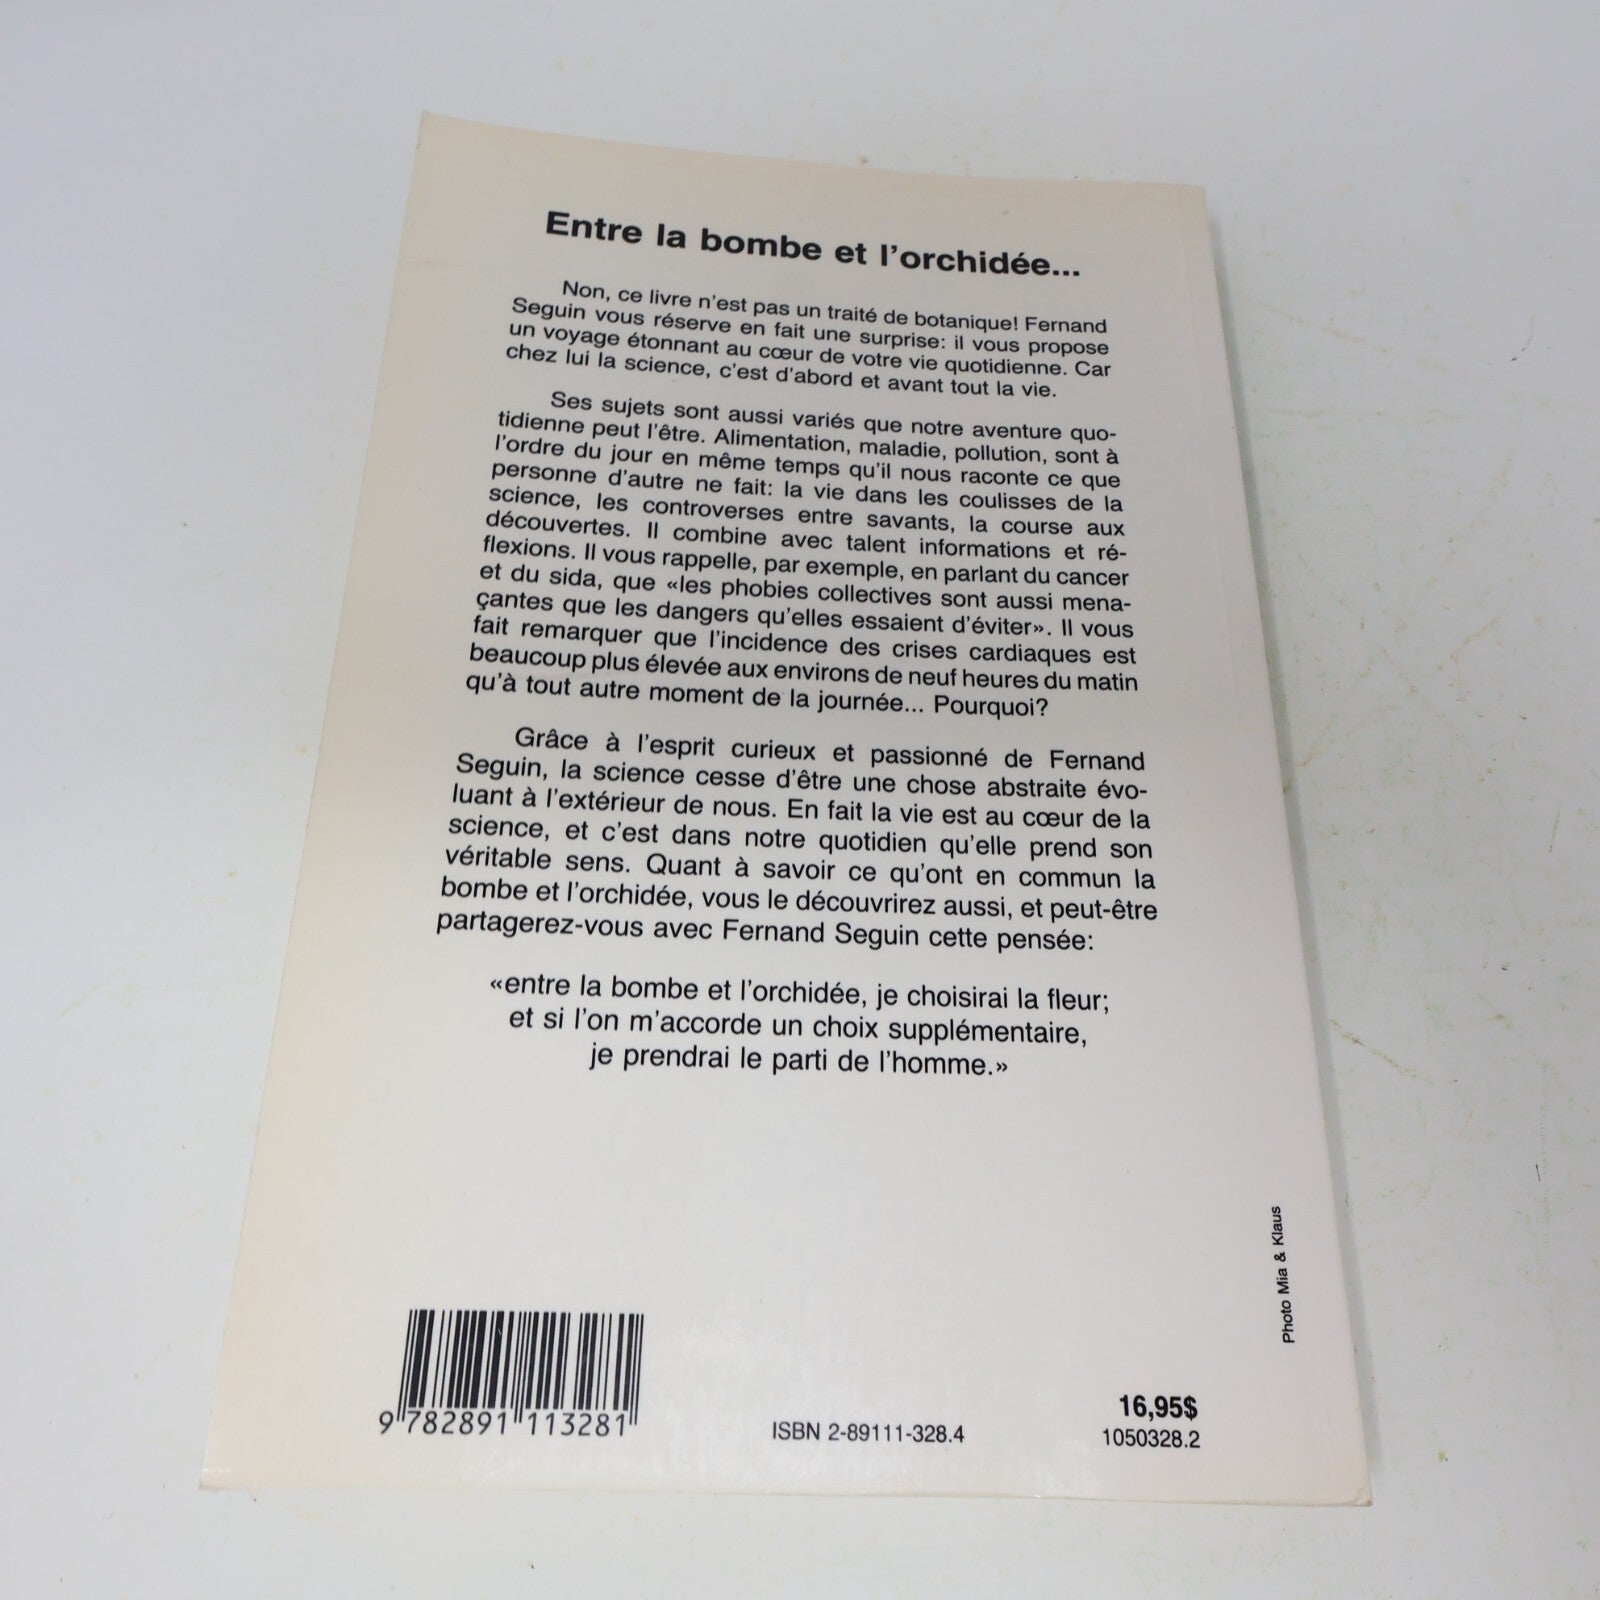 Entre la bombe et l'orchidée...
Non, ce livre n'est pas un traité de botanique! Fernand
Seguin vous réserve en fait une surprise: il vous propose
un voyage étonnant au cœur de votre vie quotidienne. Car
chez lui la science, c'est d'abord et avant tout la vie.
Ses sujets sont aussi variés que notre aventure quo-
tidienne peut l'être. Alimentation, maladie, pollution, sont à
l'ordre du jour en même temps qu'il nous raconte ce que
personne d'autre ne fait: la vie dans les coulisses de la
science, les controverses entre savants, la course aux
découvertes. Il combine avec talent informations et ré-
flexions. Il vous rappelle, par exemple, en parlant du cancer
et du sida, que «les phobies collectives sont aussi mena-
çantes que les dangers qu'elles essaient d'éviter». Il vous
fait remarquer que l'incidence des crises cardiaques est
beaucoup plus élevée aux environs de neuf heures du matin
qu'à tout autre moment de la journée... Pourquoi?
Grâce à l'esprit curieux et passionné de Fernand
Seguin, la science cesse d'être une chose abstraite évo-
luant à l'extérieur de nous. En fait la vie est au cœur de la
science, et c'est dans notre quotidien qu'elle prend son
véritable sens. Quant à savoir ce qu'ont en commun la
bombe et l'orchidée, vous le découvrirez aussi, et peut-être
partagerez-vous avec Fernand Seguin cette pensée:
«entre la bombe et l'orchidée, je choisirai la fleur;
et si l'on m'accorde un choix supplémentaire,
je prendrai le parti de l'homme.»
Photo Mia & Klaus
9 782891 113281
ISBN 2-89111-328.4
16,95$
1050328.2